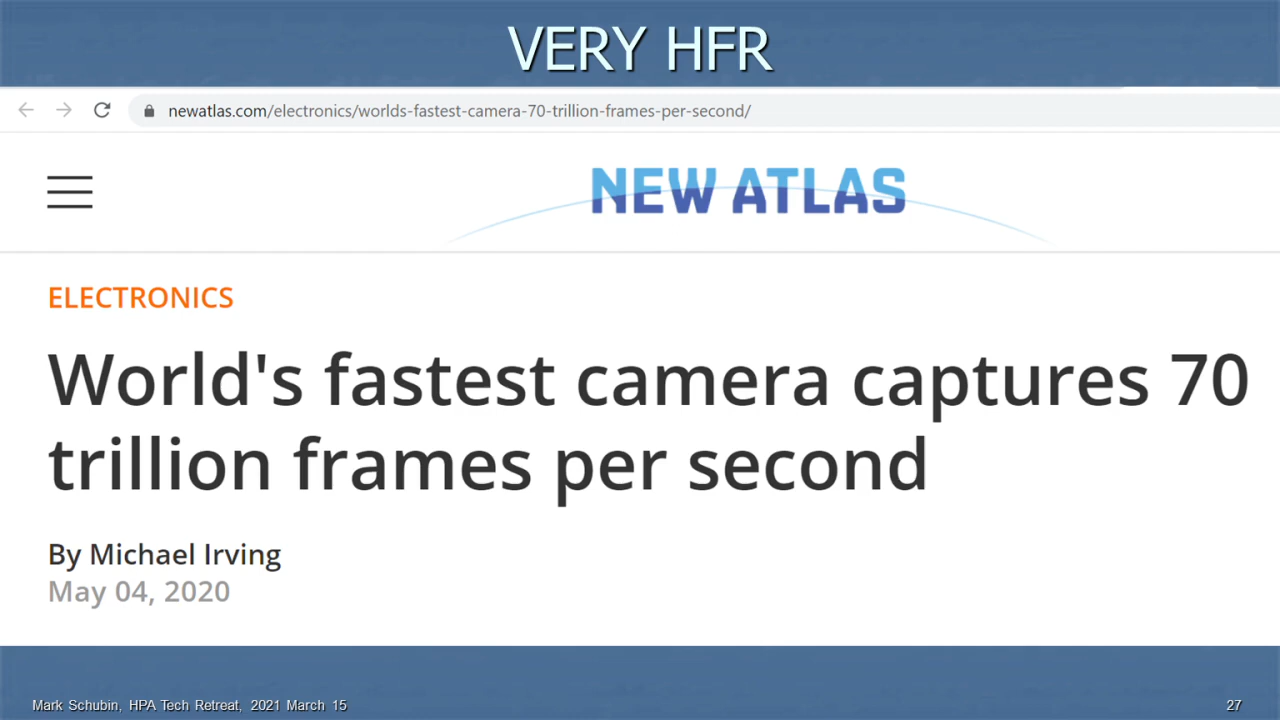 VERY HFR
newatlas.com/electronics/worlds-fastest-camera-70-trillion-frames-per-second/
NEW ATLAS
ELECTRONICS
World's fastest camera captures 70
trillion frames per second
By Michael Irving
May 04, 2020
Mark Schubin, HPA Tech Retreat, 2021 March 15
27